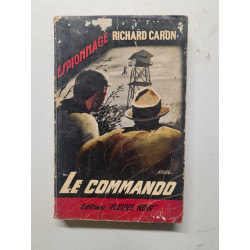 ESPIONNAGE
RICHARD CARON
LE COMMANDO
Editions "FLEUVE NOIR"